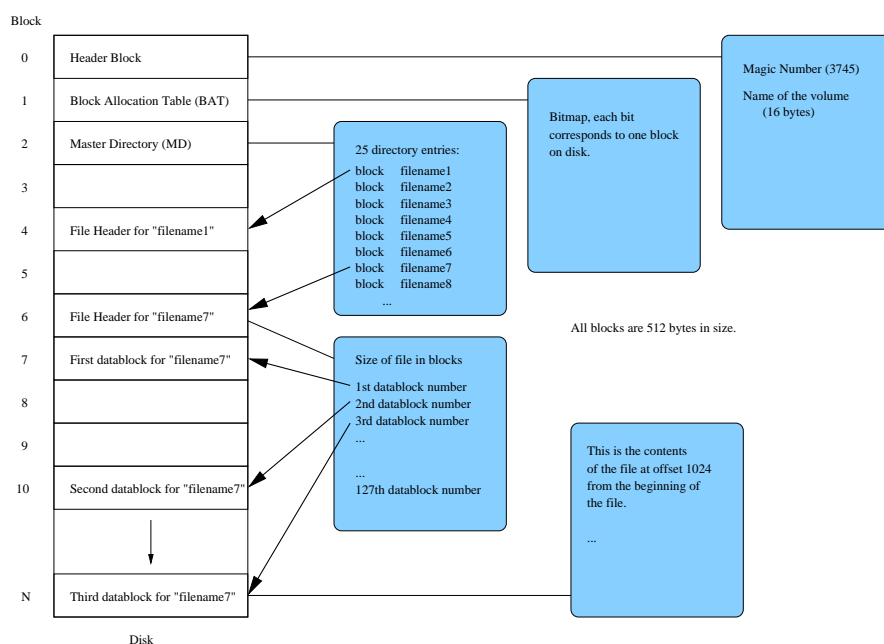 Block
0
Header Block
1
Block Allocation Table (BAT)
2
Master Directory (MD)
3
4
File Header for "filename1"
5
6
File Header for "filename7"
7
First datablock for "filename7"
8
9
10
Second datablock for "filename7"
N
Third datablock for "filename7"
Disk
25 directory entries:
block filename1
block filename2
block filename3
block filename4
block filename5
block filename6
block filename7
block filename8
...
Size of file in blocks
1st datablock number
2nd datablock number
3rd datablock number
...
...
127th datablock number
Bitmap, each bit
corresponds to one block
on disk.
Magic Number (3745)
Name of the volume
(16 bytes)
All blocks are 512 bytes in size.
This is the contents
of the file at offset 1024
from the beginning of
the file.
...